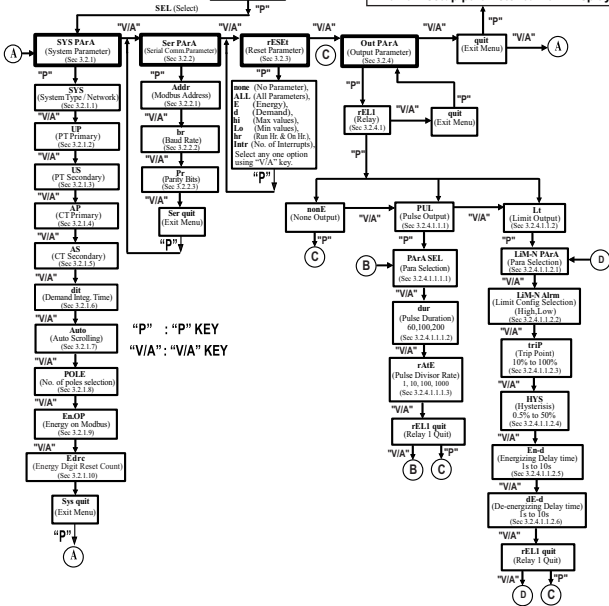 SEL (Select)
"P"
"V/A"
"V/A"
"V/A"
"V/A"
"V/A"
A
SYS PArA
(System Parameter)
(Sec 3.2.1)
Ser PArA
(Serial Comm Parameter)
(Sec 3.2.2)
rESEt
(Reset Parameter)
(Sec 3.2.3)
C
Out PArA
(Output Parameter)
(Sec 3.2.4)
quit
(Exit Menu)
"P"
"V/A"
A
"P"
SYS
(System Type / Network)
(Sec 3.2.1.1)
"V/A"
UP
(PT Primary)
(Sec 3.2.1.2)
"V/A"
US
(PT Secondary)
(Sec 3.2.1.3)
"V/A"
AP
(CT Primary)
(Sec 3.2.1.4)
"V/A"
AS
(CT Secondary)
(Sec 3.2.1.5)
"V/A"
dit
(Demand Integ. Time)
(Sec 3.2.1.6)
"V/A"
Auto
(Auto Scrolling)
(Sec 3.2.1.7)
"V/A"
POLE
(No. of poles selection)
(Sec 3.2.1.8)
"V/A"
En.OP
(Energy on Modbus)
(Sec 3.2.1.9)
"V/A"
Edrc
(Energy Digit Reset Count)
(Sec 3.2.1.10)
"V/A"
Sys quit
(Exit Menu)
"P"
A
"P"
Addr
(Modbus Address)
(Sec 3.2.2.1)
"V/A"
br
(Baud Rate)
(Sec 3.2.2.2)
"V/A"
Pr
(Parity Bits)
(Sec 3.2.2.3)
"V/A"
Ser quit
(Exit Menu)
"P"
"P"
none (No Parameter),
ALL (All Parameters),
E (Energy),
d (Demand),
hi (Max values),
Lo (Min values),
hr (Run Hr. & On Hr.),
Intr (No. of Interrupts),
Select any one option
using "V/A" key.
"P"
"P"
rEL1
(Relay)
(Sec 3.2.4.1)
"V/A"
quit
(Exit Menu)
"P"
"P"
nonE
(None Output)
"V/A"
PUL
(Pulse Output)
(Sec 3.2.4.1.1.1)
"V/A"
Lt
(Limit Output)
(Sec 3.2.4.1.1.2)
"P"
C
"P"
B
PArA SEL
(Para Selection)
(Sec 3.2.4.1.1.1.1)
"V/A"
dur
(Pulse Duration)
60,100,200
(Sec 3.2.4.1.1.1.2)
"V/A"
rAtE
(Pulse Divisor Rate)
1, 10, 100, 1000
(Sec 3.2.4.1.1.1.3)
"V/A"
rEL1 quit
(Relay 1 Quit)
"V/A"
"P"
B
C
"P"
LiM-N PArA
(Para Selection)
(Sec 3.2.4.1.1.2.1)
D
"V/A"
LiM-N Alrm
(Limit Config Selection)
(High,Low)
(Sec 3.2.4.1.1.2.2)
"V/A"
triP
(Trip Point)
10% to 100%
(Sec 3.2.4.1.1.2.3)
"V/A"
HYS
(Hysterisis)
0.5% to 50%
(Sec 3.2.4.1.1.2.4)
"V/A"
En-d
(Energizing Delay time)
1s to 10s
(Sec 3.2.4.1.1.2.5)
"V/A"
dE-d
(De-energizing Delay time)
1s to 10s
(Sec 3.2.4.1.1.2.6)
"V/A"
rEL1 quit
(Relay 1 Quit)
"V/A"
"P"
D
C
"P" : "P" KEY
"V/A" : "V/A" KEY